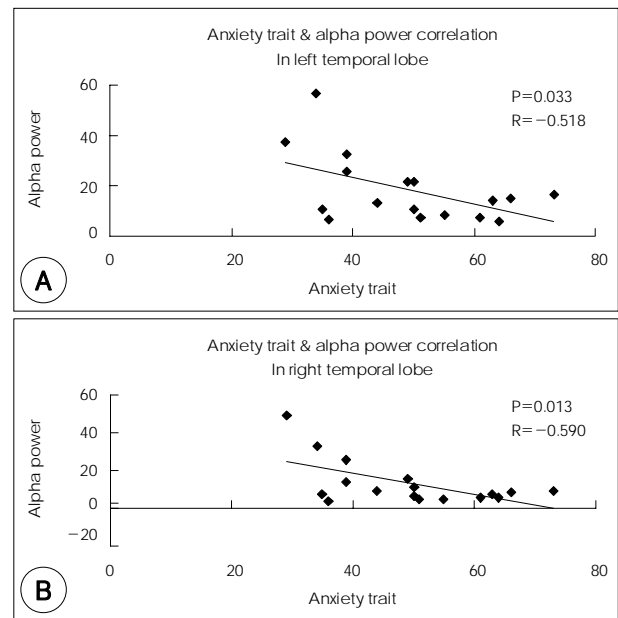 Anxiety trait & alpha power correlation
In left temporal lobe
P=0.033
R=−0.518
Alpha power
60
40
20
0
0
20
40
60
80
Anxiety trait
A
Anxiety trait & alpha power correlation
In right temporal lobe
P=0.013
R=−0.590
Alpha power
60
40
20
0
−20
0
20
40
60
80
Anxiety trait
B